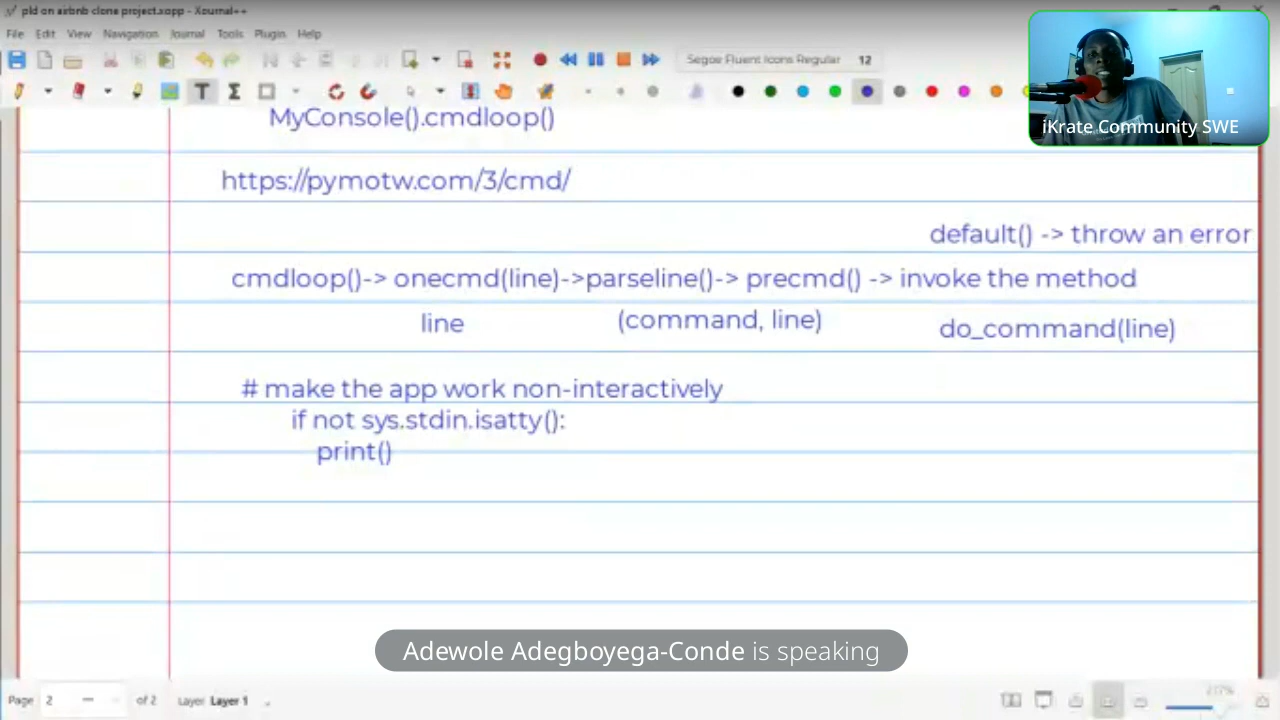 pld on airbnb clone project.xopp - Xournal++
File Edit View Navigation Journal Tools Plugin Help
Segoe Fluent Icons Regular 12
iKrate Community SWE
MyConsole().cmdloop()
https://pymotw.com/3/cmd/
default() -> throw an error
cmdloop()-> onecmd(line)->parseline()-> precmd() -> invoke the method
line (command, line) do_command(line)
# make the app work non-interactively
if not sys.stdin.isatty():
print()
Adewole Adegboyega-Conde is speaking
Page 2 of 2 Layer Layer 1